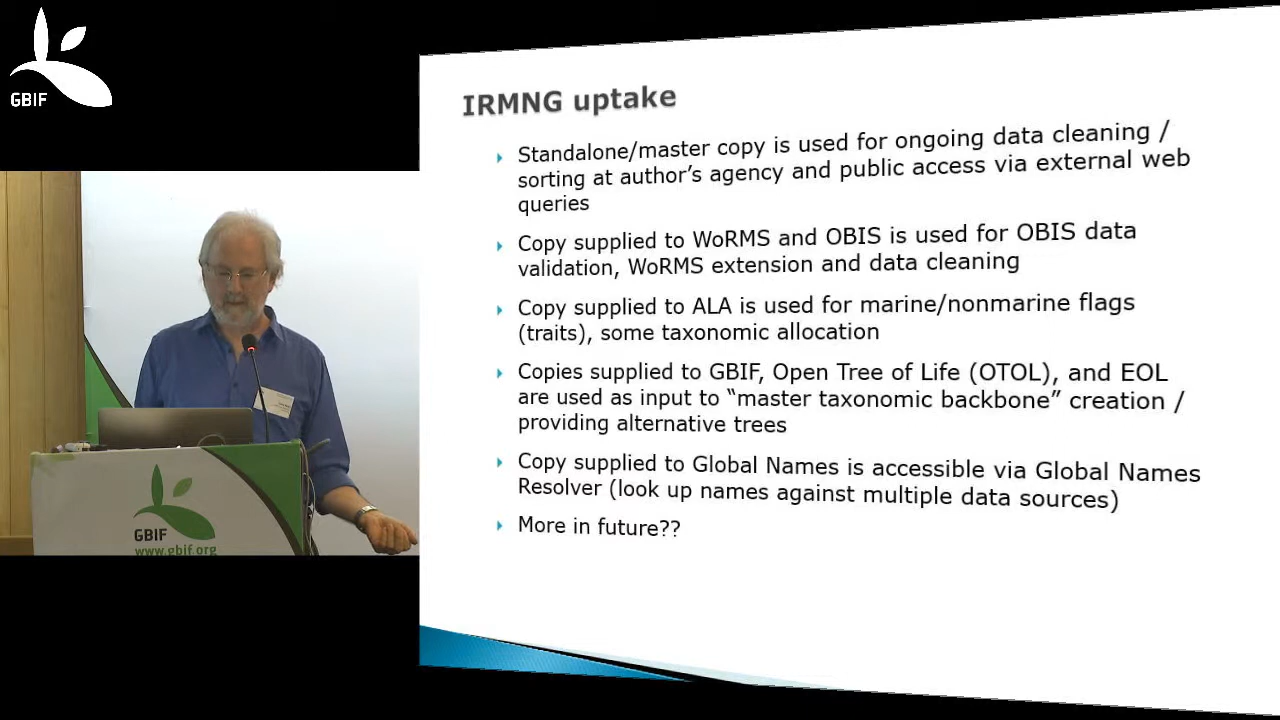 GBIF
IRMNG uptake
Standalone/master copy is used for ongoing data cleaning /
sorting at author's agency and public access via external web
queries
Copy supplied to WoRMS and OBIS is used for OBIS data
validation, WoRMS extension and data cleaning
Copy supplied to ALA is used for marine/nonmarine flags
(traits), some taxonomic allocation
Copies supplied to GBIF, Open Tree of Life (OTOL), and EOL
are used as input to “master taxonomic backbone” creation /
providing alternative trees
Copy supplied to Global Names is accessible via Global Names
Resolver (look up names against multiple data sources)
More in future??
GBIF
www.gbif.org